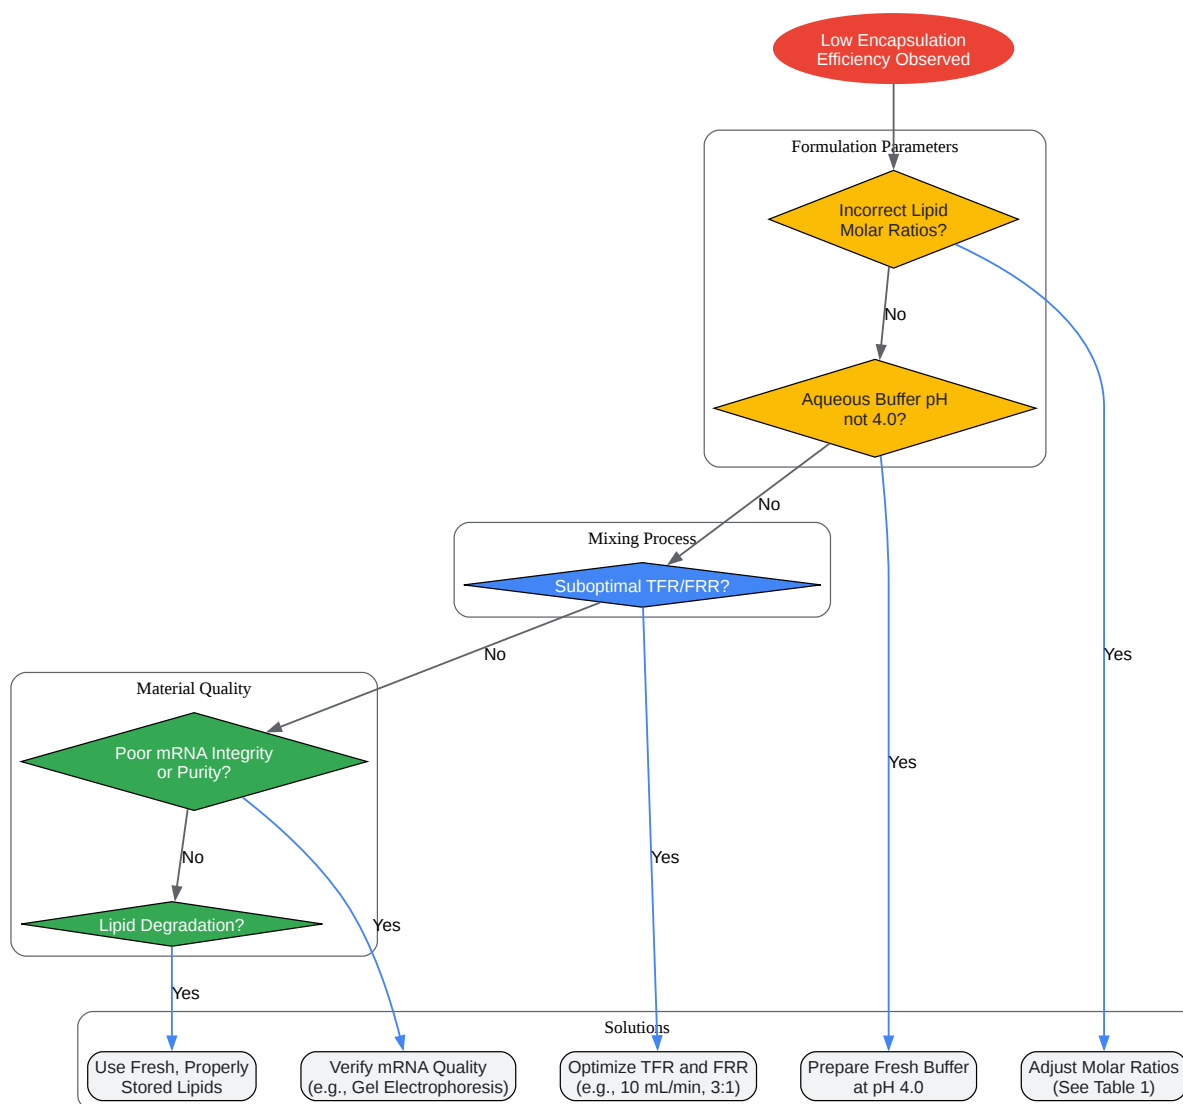 Low Encapsulation
Efficiency Observed
Formulation Parameters
Incorrect Lipid
Molar Ratios?
No
Aqueous Buffer pH
not 4.0?
No
Mixing Process
Suboptimal TFR/FRR?
No
Yes
Material Quality
Poor mRNA Integrity
or Purity?
Yes
No
Yes
Lipid Degradation?
Yes
Yes
Solutions
Use Fresh, Properly
Stored Lipids
Verify mRNA Quality
(e.g., Gel Electrophoresis)
Optimize TFR and FRR
(e.g., 10 mL/min, 3:1)
Prepare Fresh Buffer
at pH 4.0
Adjust Molar Ratios
(See Table 1)